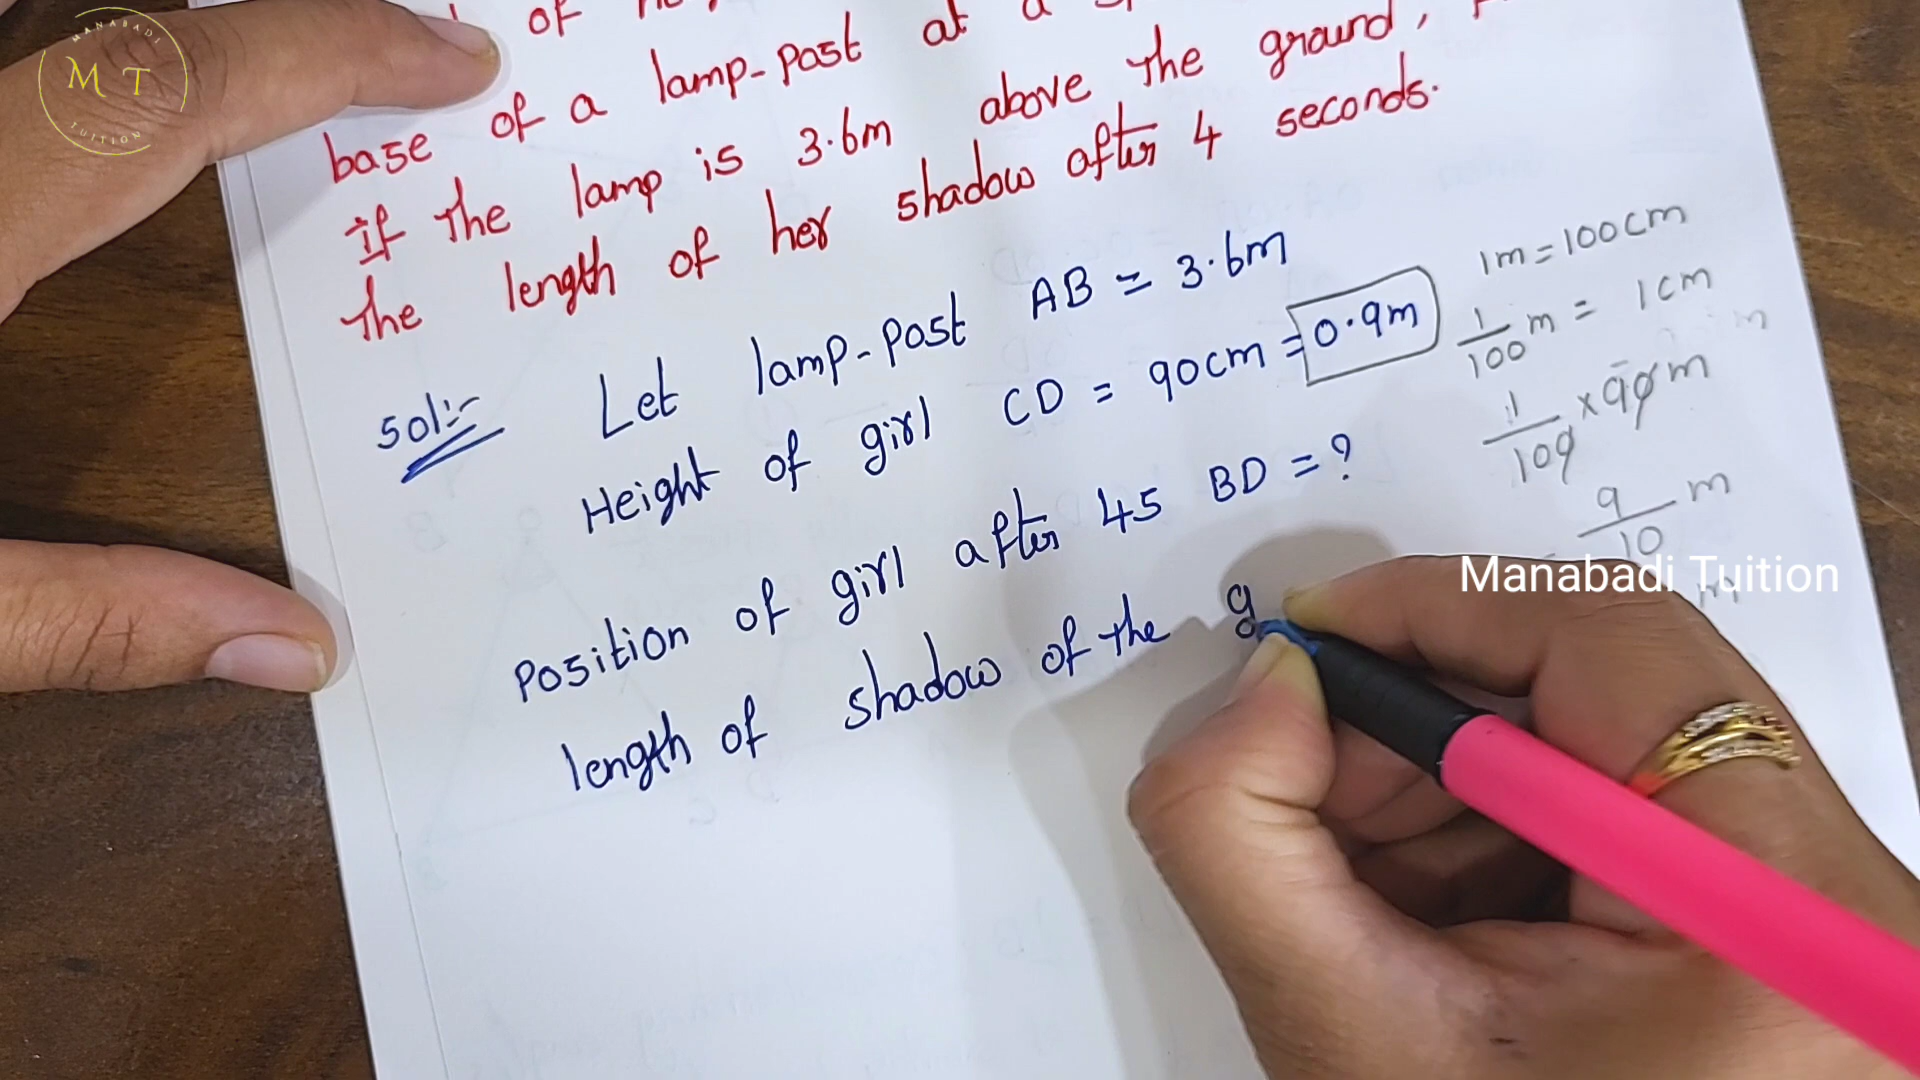 MANABADI
M T
TUITION
of
base of a lamp-post at a
if the lamp is 3.6m above the ground,
the length of her shadow after 4 seconds.
Sol:-
Let lamp-post AB = 3.6m
Height of girl CD = 90cm = 0.9m
Position of girl after 4s BD = ?
length of shadow of the g
1m = 100cm
1/100 m = 1cm
1/100 × 90 m
9/10 m
m
Manabadi Tuition